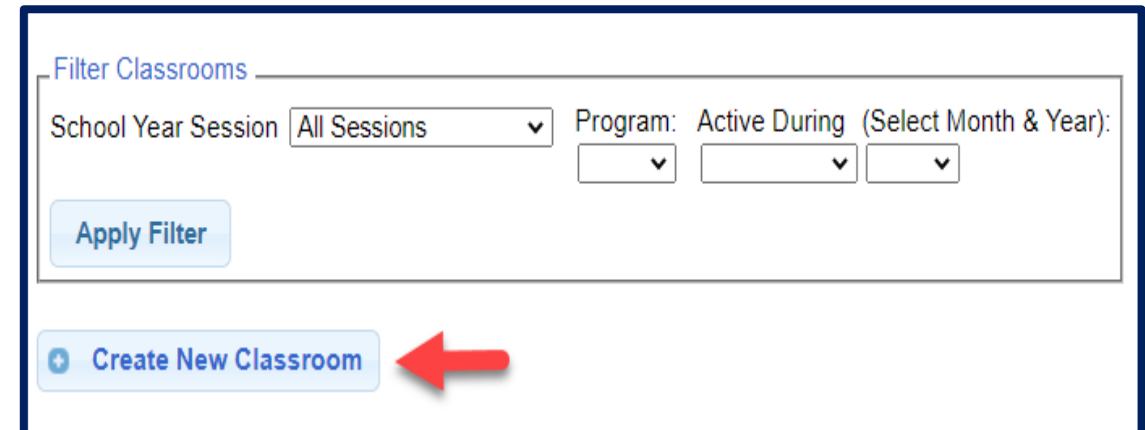 Filter Classrooms
School Year Session All Sessions Program: Active During (Select Month & Year):
Apply Filter
Create New Classroom